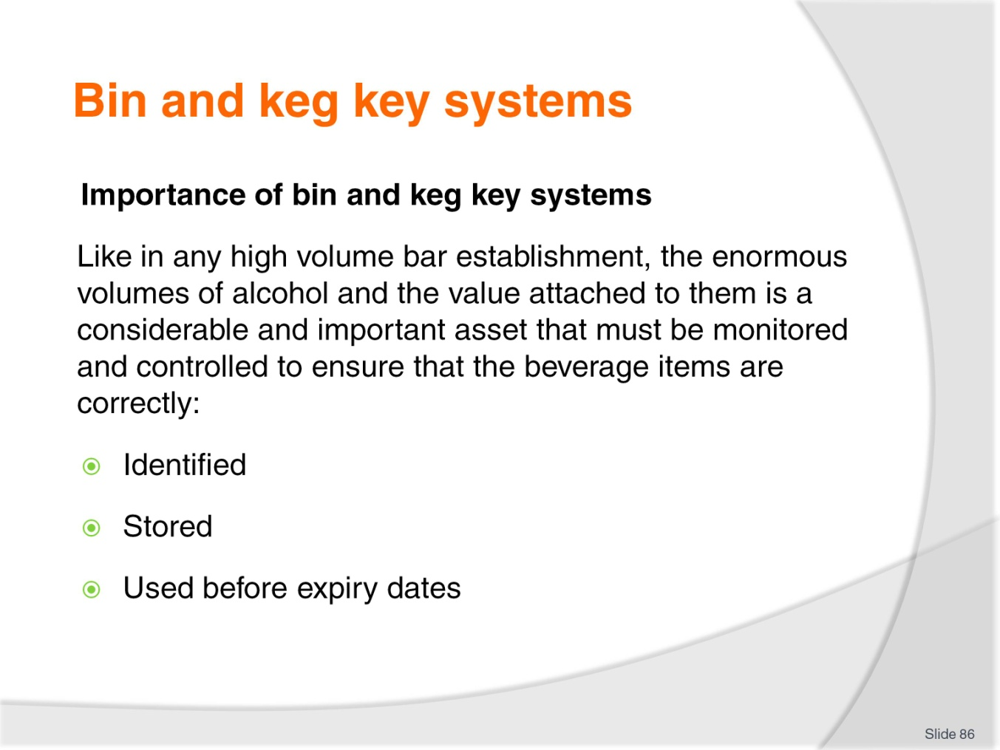 Bin and keg key systems
Importance of bin and keg key systems
Like in any high volume bar establishment, the enormous
volumes of alcohol and the value attached to them is a
considerable and important asset that must be monitored
and controlled to ensure that the beverage items are
correctly:
Identified
Stored
Used before expiry dates
Slide 86